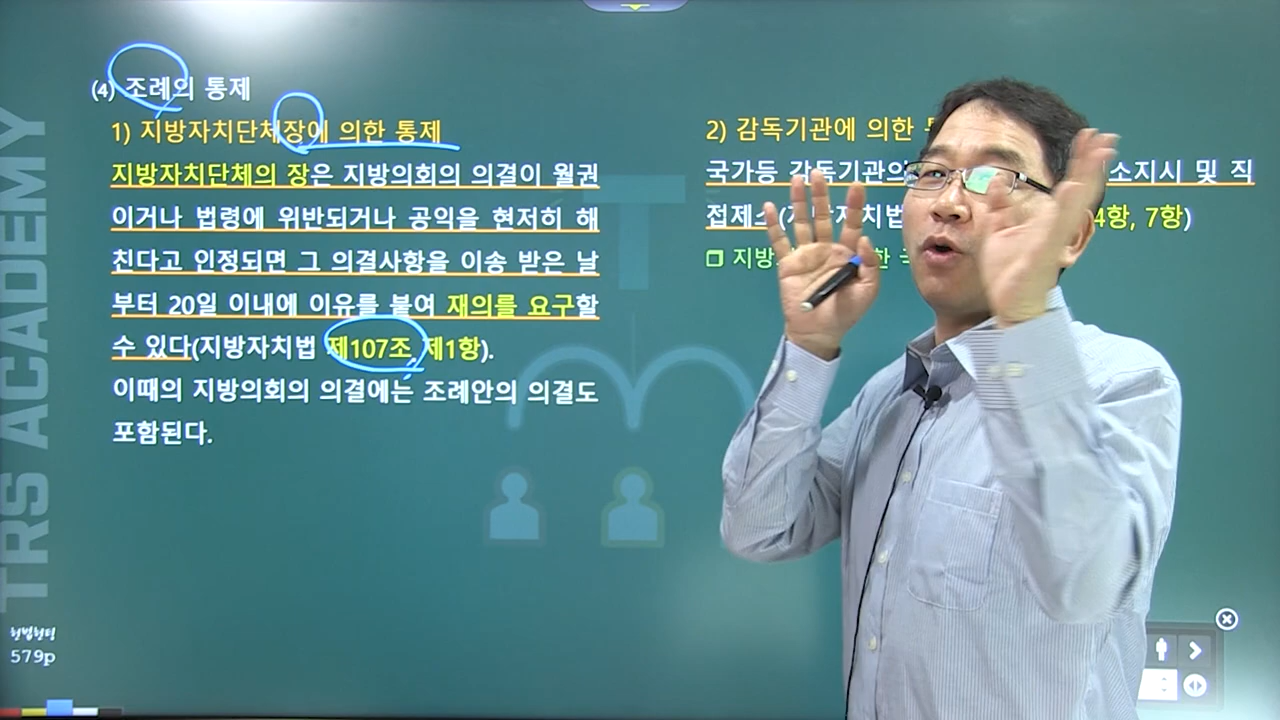 (4) 조례의 통제
1) 지방자치단체장에 의한 통제
지방자치단체의 장은 지방의회의 의결이 월권
이거나 법령에 위반되거나 공익을 현저히 해
친다고 인정되면 그 의결사항을 이송 받은 날
부터 20일 이내에 이유를 붙여 재의를 요구할
수 있다(지방자치법 제107조, 제1항).
이때의 지방의회의 의결에는 조례안의 의결도
포함된다.
2) 감독기관에 의한
국가등 감독기관의 소지시 및 직
접제소 4항, 7항)
TRS ACADEMY
헌법헌팅
579p